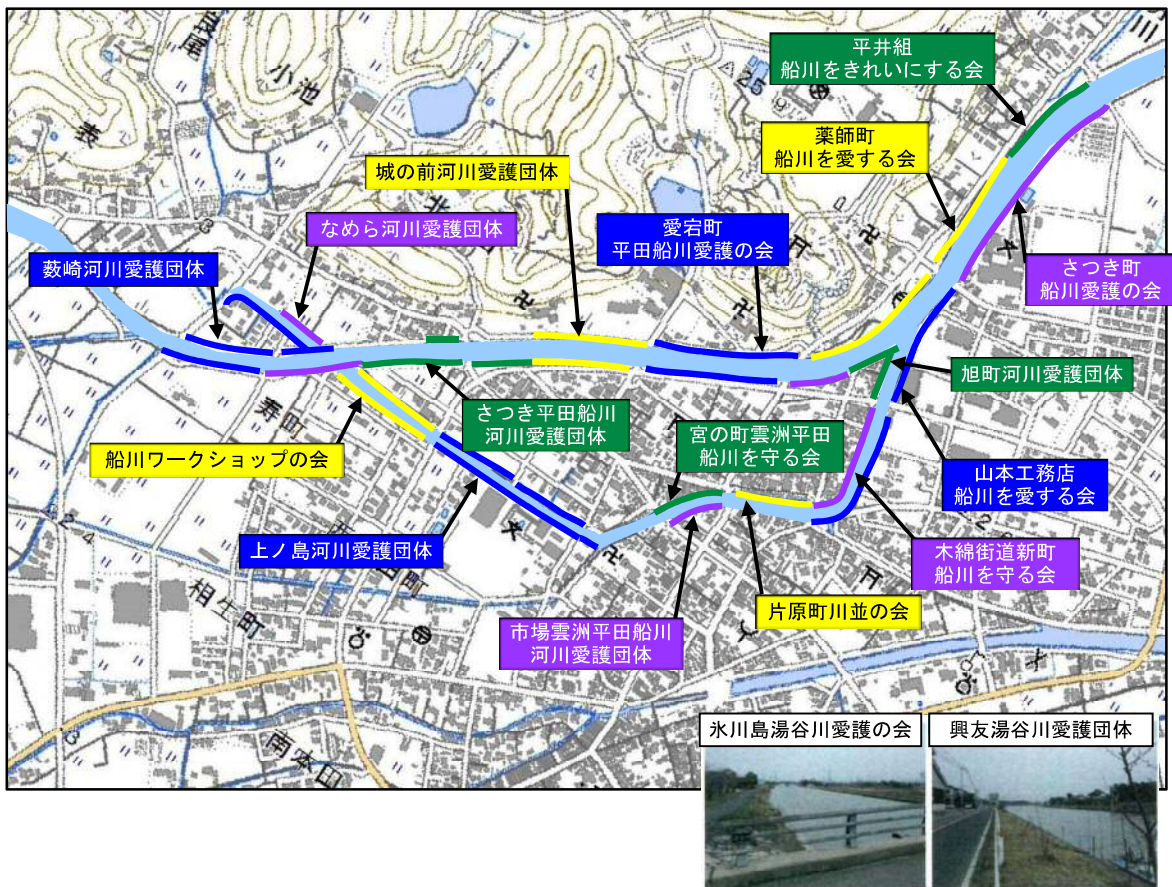 平井組
船川をきれいにする会
薬師町
船川を愛する会
城の前河川愛護団体
なめら河川愛護団体
愛宕町
平田船川愛護の会
薮崎河川愛護団体
さつき町
船川愛護の会
旭町河川愛護団体
さつき平田船川
河川愛護団体
宮の町雲洲平田
船川を守る会
船川ワークショップの会
山本工務店
船川を愛する会
上ノ島河川愛護団体
木綿街道新町
船川を守る会
片原町川並の会
市場雲洲平田船川
河川愛護団体
氷川島湯谷川愛護の会
興友湯谷川愛護団体
小池
寿町
相生町
南本田
川